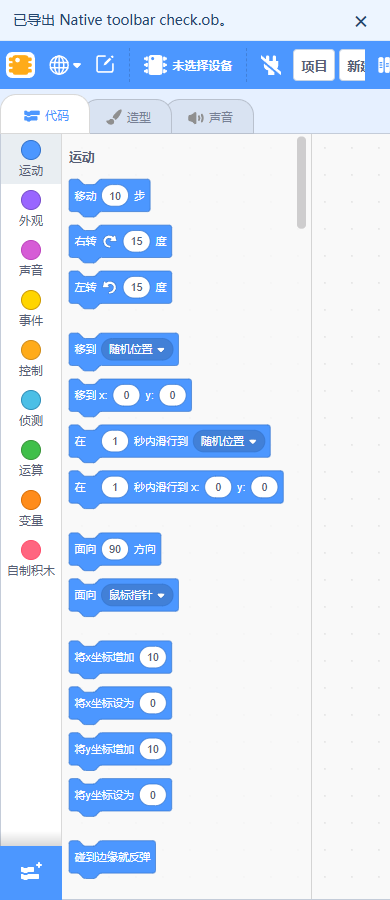 已导出 Native toolbar check.ob。
未选择设备
项目
新建
代码
造型
声音
运动
外观
声音
事件
控制
侦测
运算
变量
自制积木
运动
移动 10 步
右转 15 度
左转 15 度
移到 随机位置
移到 x: 0 y: 0
在 1 秒内滑行到 随机位置
在 1 秒内滑行到 x: 0 y: 0
面向 90 方向
面向 鼠标指针
将x坐标增加 10
将x坐标设为 0
将y坐标增加 10
将y坐标设为 0
碰到边缘就反弹